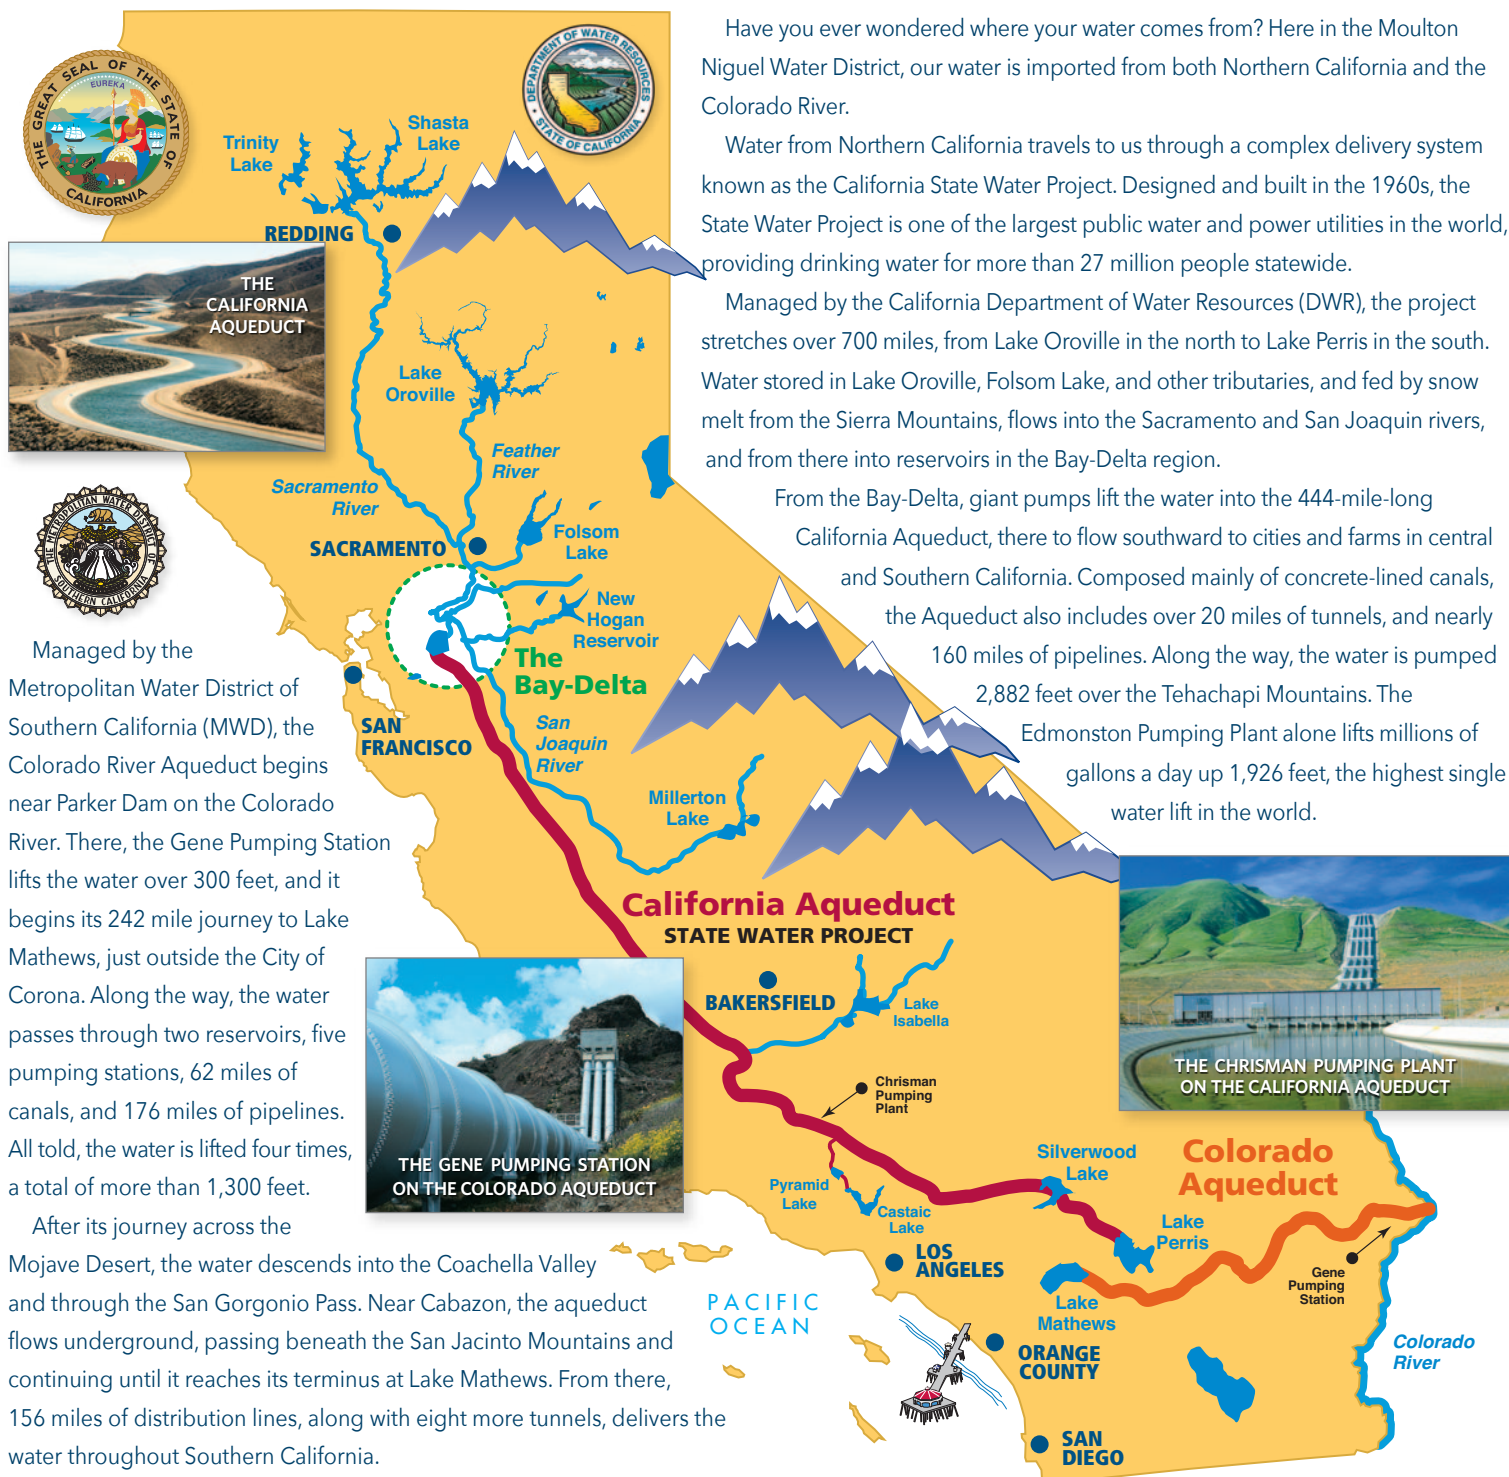 THE GREAT SEAL OF THE STATE OF CALIFORNIA
EUREKA
DEPARTMENT OF WATER RESOURCES
STATE OF CALIFORNIA
Have you ever wondered where your water comes from? Here in the Moulton
Niguel Water District, our water is imported from both Northern California and the
Colorado River.
Water from Northern California travels to us through a complex delivery system
known as the California State Water Project. Designed and built in the 1960s, the
State Water Project is one of the largest public water and power utilities in the world,
providing drinking water for more than 27 million people statewide.
Managed by the California Department of Water Resources (DWR), the project
stretches over 700 miles, from Lake Oroville in the north to Lake Perris in the south.
Water stored in Lake Oroville, Folsom Lake, and other tributaries, and fed by snow
melt from the Sierra Mountains, flows into the Sacramento and San Joaquin rivers,
and from there into reservoirs in the Bay-Delta region.
From the Bay-Delta, giant pumps lift the water into the 444-mile-long
California Aqueduct, there to flow southward to cities and farms in central
and Southern California. Composed mainly of concrete-lined canals,
the Aqueduct also includes over 20 miles of tunnels, and nearly
160 miles of pipelines. Along the way, the water is pumped
2,882 feet over the Tehachapi Mountains. The
Edmonston Pumping Plant alone lifts millions of
gallons a day up 1,926 feet, the highest single
water lift in the world.
Trinity
Lake
Shasta
Lake
REDDING
THE
CALIFORNIA
AQUEDUCT
Lake
Oroville
Feather
River
Sacramento
River
SACRAMENTO
Folsom
Lake
New
Hogan
Reservoir
The
Bay-Delta
SAN
FRANCISCO
San
Joaquin
River
Millerton
Lake
THE METROPOLITAN WATER DISTRICT OF
SOUTHERN CALIFORNIA
Managed by the
Metropolitan Water District of
Southern California (MWD), the
Colorado River Aqueduct begins
near Parker Dam on the Colorado
River. There, the Gene Pumping Station
lifts the water over 300 feet, and it
begins its 242 mile journey to Lake
Mathews, just outside the City of
Corona. Along the way, the water
passes through two reservoirs, five
pumping stations, 62 miles of
canals, and 176 miles of pipelines.
All told, the water is lifted four times,
a total of more than 1,300 feet.
After its journey across the
Mojave Desert, the water descends into the Coachella Valley
and through the San Gorgonio Pass. Near Cabazon, the aqueduct
flows underground, passing beneath the San Jacinto Mountains and
continuing until it reaches its terminus at Lake Mathews. From there,
156 miles of distribution lines, along with eight more tunnels, delivers the
water throughout Southern California.
California Aqueduct
STATE WATER PROJECT
BAKERSFIELD
Lake
Isabella
THE GENE PUMPING STATION
ON THE COLORADO AQUEDUCT
THE CHRISMAN PUMPING PLANT
ON THE CALIFORNIA AQUEDUCT
Chrisman
Pumping
Plant
Pyramid
Lake
Castaic
Lake
Silverwood
Lake
Colorado
Aqueduct
Lake
Perris
LOS
ANGELES
Gene
Pumping
Station
Lake
Mathews
PACIFIC
OCEAN
ORANGE
COUNTY
Colorado
River
SAN
DIEGO